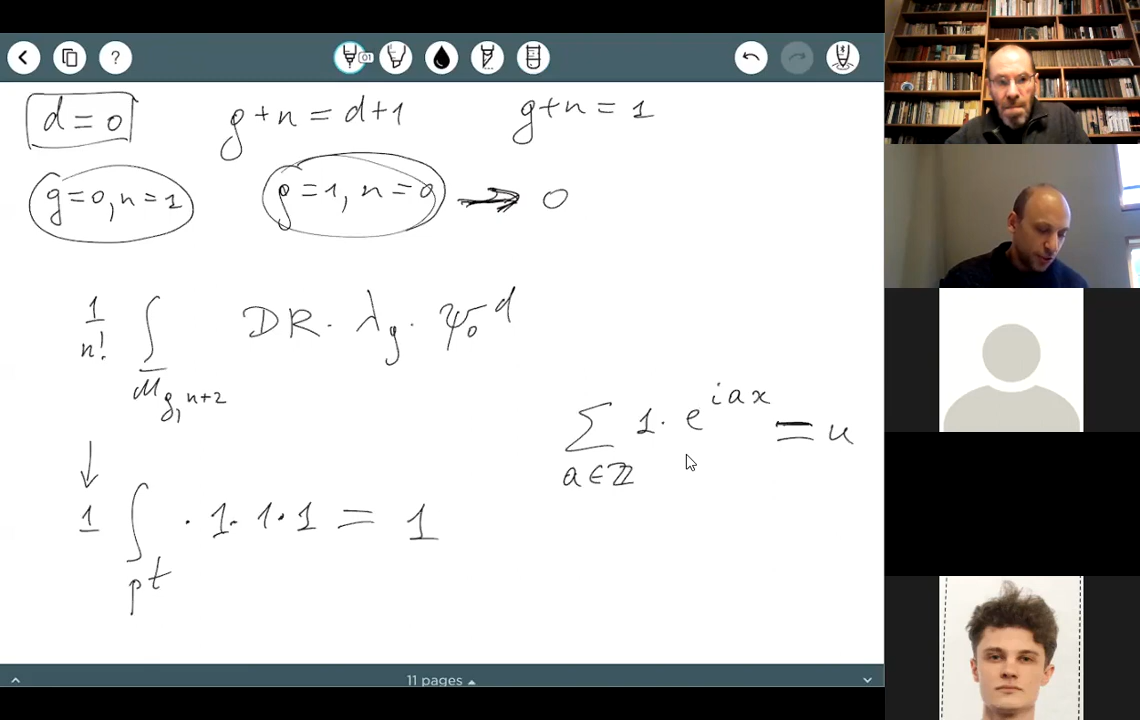 d = 0    g + n = d + 1    g + n = 1
g = 0, n = 1    g = 1, n = 0 → 0
1/n! ∫_{M̄_{g, n+2}} DR · λ_g · ψ_0^d
∑_{a ∈ ℤ} 1 · e^{iax} = u
↓
1 ∫_{pt} · 1 · 1 · 1 = 1
11 pages